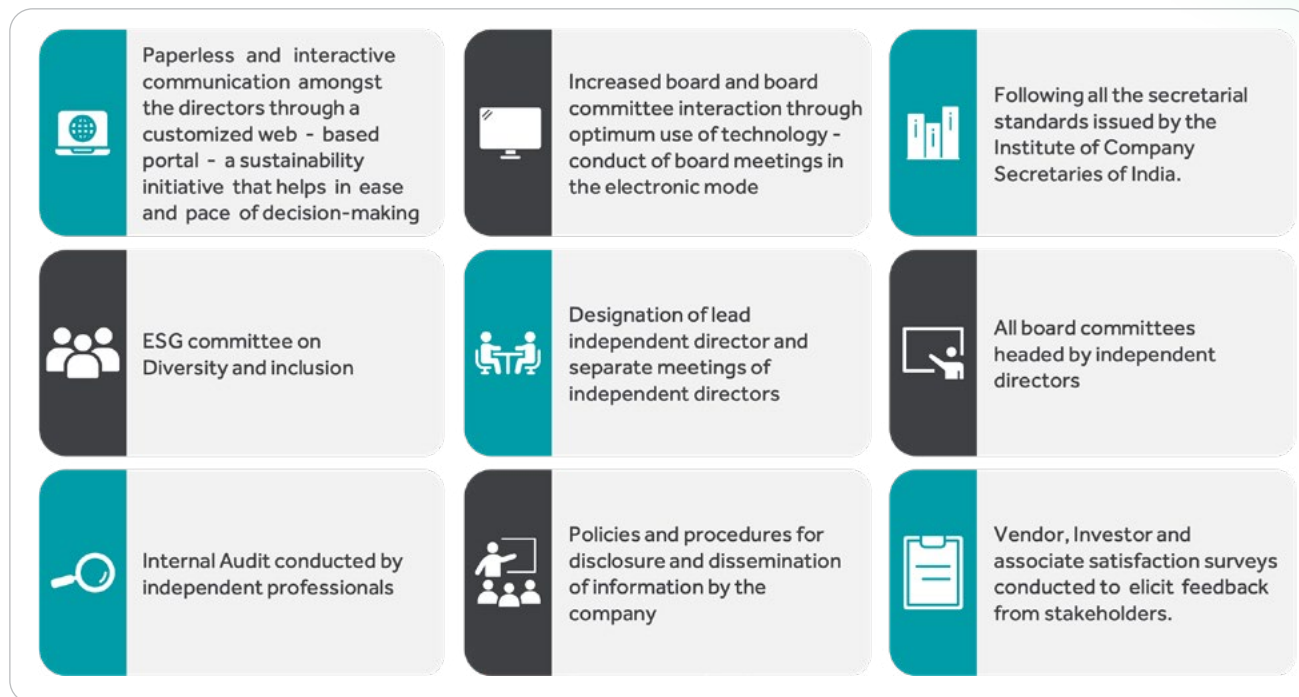 Paperless and interactive
communication amongst
the directors through a
customized web - based
portal - a sustainability
initiative that helps in ease
and pace of decision-making
Increased board and board
committee interaction through
optimum use of technology -
conduct of board meetings in
the electronic mode
Following all the secretarial
standards issued by the
Institute of Company
Secretaries of India.
ESG committee on
Diversity and inclusion
Designation of lead
independent director and
separate meetings of
independent directors
All board committees
headed by independent
directors
Internal Audit conducted by
independent professionals
Policies and procedures for
disclosure and dissemination
of information by the
company
Vendor, Investor and
associate satisfaction surveys
conducted to elicit feedback
from stakeholders.